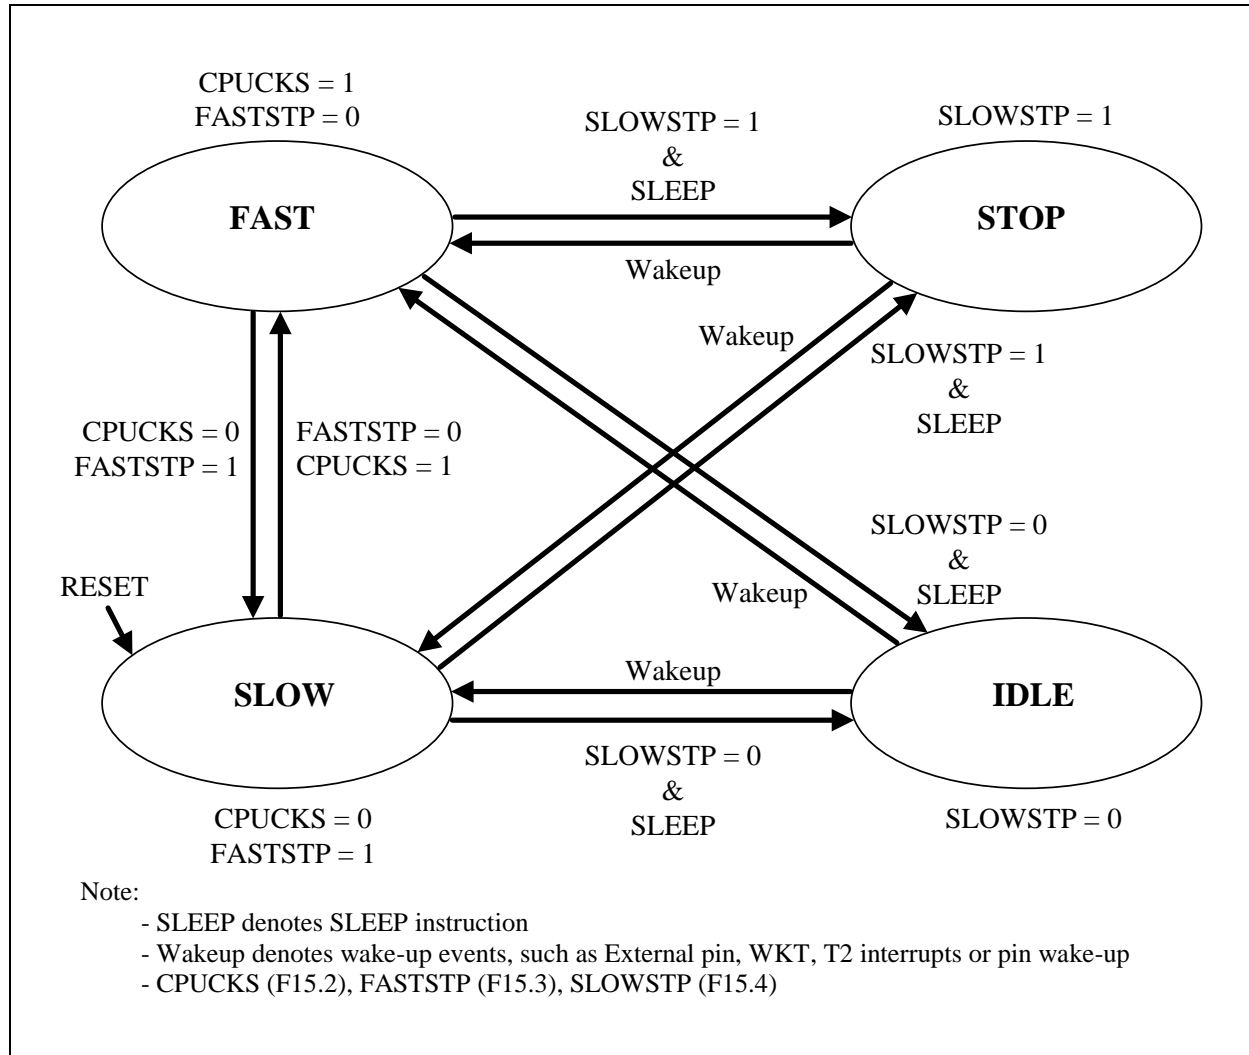 CPUCKS = 1
FASTSTP = 0
SLOWSTP = 1
&
SLEEP
SLOWSTP = 1
FAST
STOP
Wakeup
Wakeup
SLOWSTP = 1
&
SLEEP
CPUCKS = 0
FASTSTP = 1
FASTSTP = 0
CPUCKS = 1
SLOWSTP = 0
&
SLEEP
RESET
Wakeup
Wakeup
SLOW
IDLE
SLOWSTP = 0
&
SLEEP
CPUCKS = 0
FASTSTP = 1
SLOWSTP = 0
Note:
- SLEEP denotes SLEEP instruction
- Wakeup denotes wake-up events, such as External pin, WKT, T2 interrupts or pin wake-up
- CPUCKS (F15.2), FASTSTP (F15.3), SLOWSTP (F15.4)